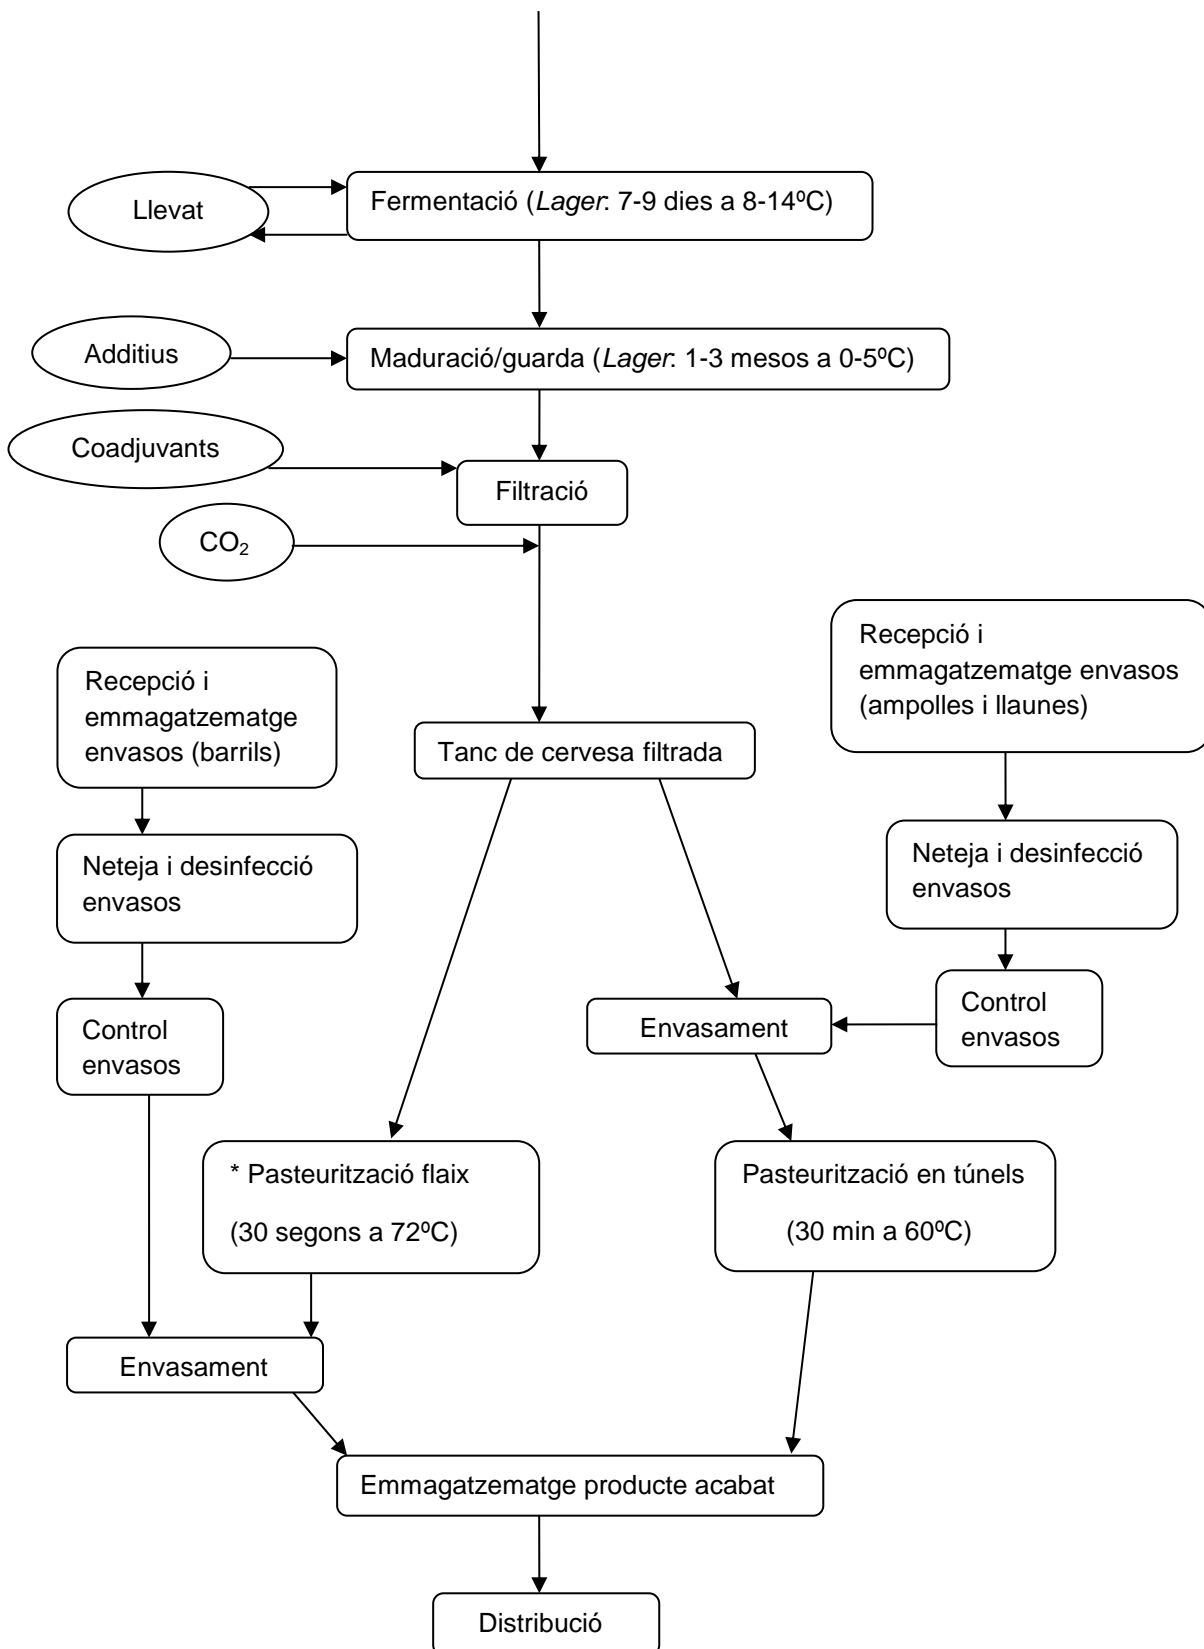 Llevat
Fermentació (Lager: 7-9 dies a 8-14ºC)
Additius
Maduració/guarda (Lager: 1-3 mesos a 0-5ºC)
Coadjuvants
Filtració
CO₂
Recepció i
emmagatzematge
envasos (barrils)
Recepció i
emmagatzematge envasos
(ampolles i llaunes)
Tanc de cervesa filtrada
Neteja i desinfecció
envasos
Neteja i desinfecció
envasos
Control
envasos
Envasament
Control
envasos
* Pasteurització flaix
(30 segons a 72ºC)
Pasteurització en túnels
(30 min a 60ºC)
Envasament
Emmagatzematge producte acabat
Distribució